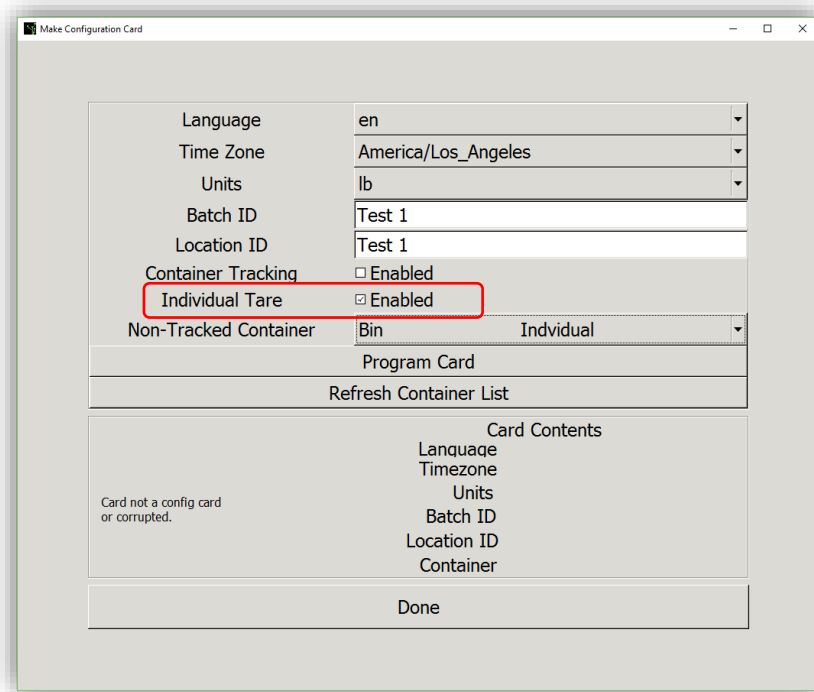 Make Configuration Card
Language en
Time Zone America/Los_Angeles
Units lb
Batch ID Test 1
Location ID Test 1
Container Tracking Enabled
Individual Tare Enabled
Non-Tracked Container Bin Indvidual
Program Card
Refresh Container List
Card Contents
Language
Timezone
Units
Card not a config card
or corrupted.
Batch ID
Location ID
Container
Done